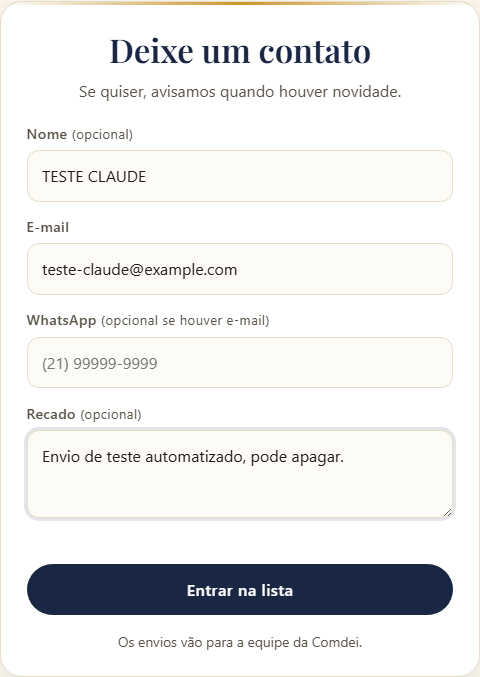 Deixe um contato
Se quiser, avisamos quando houver novidade.
Nome (opcional)
TESTE CLAUDE
E-mail
teste-claude@example.com
WhatsApp (opcional se houver e-mail)
(21) 99999-9999
Recado (opcional)
Envio de teste automatizado, pode apagar.
Entrar na lista
Os envios vão para a equipe da Comdei.